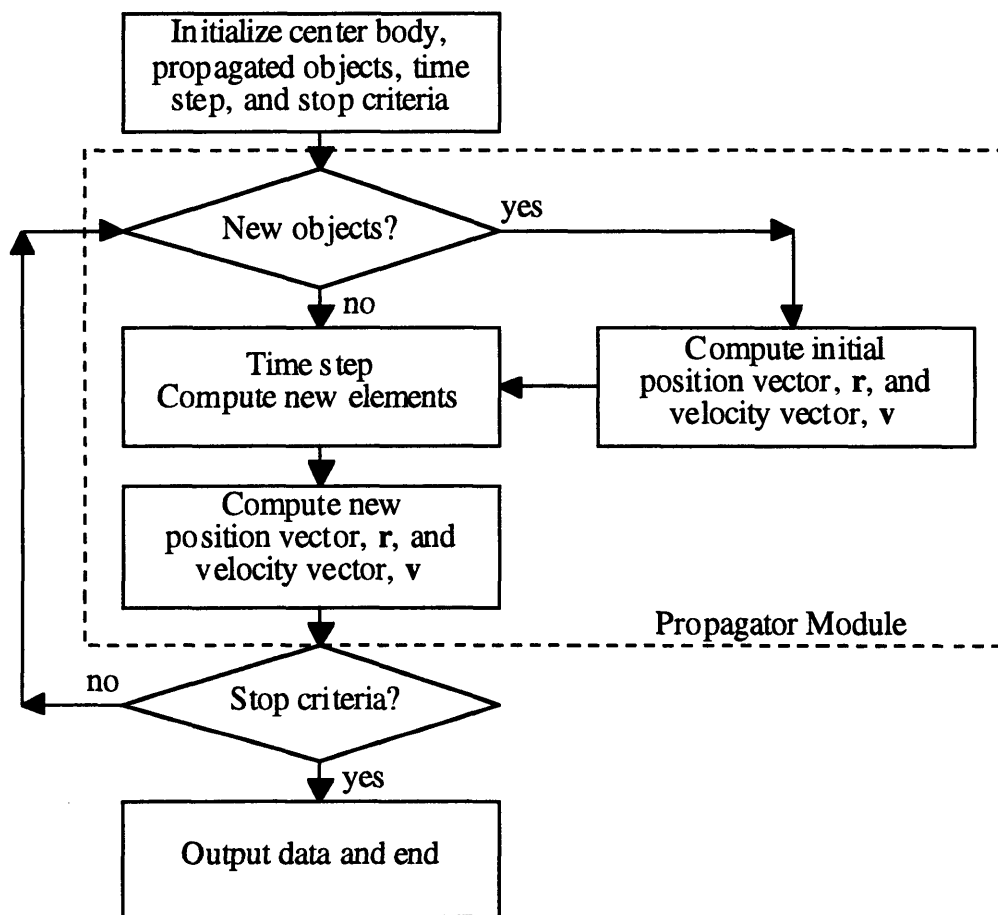 Initialize center body,
propagated objects, time
step, and stop criteria
New objects?
yes
no
Time step
Compute new elements
Compute initial
position vector, r, and
velocity vector, v
Compute new
position vector, r, and
velocity vector, v
Propagator Module
no
Stop criteria?
yes
Output data and end